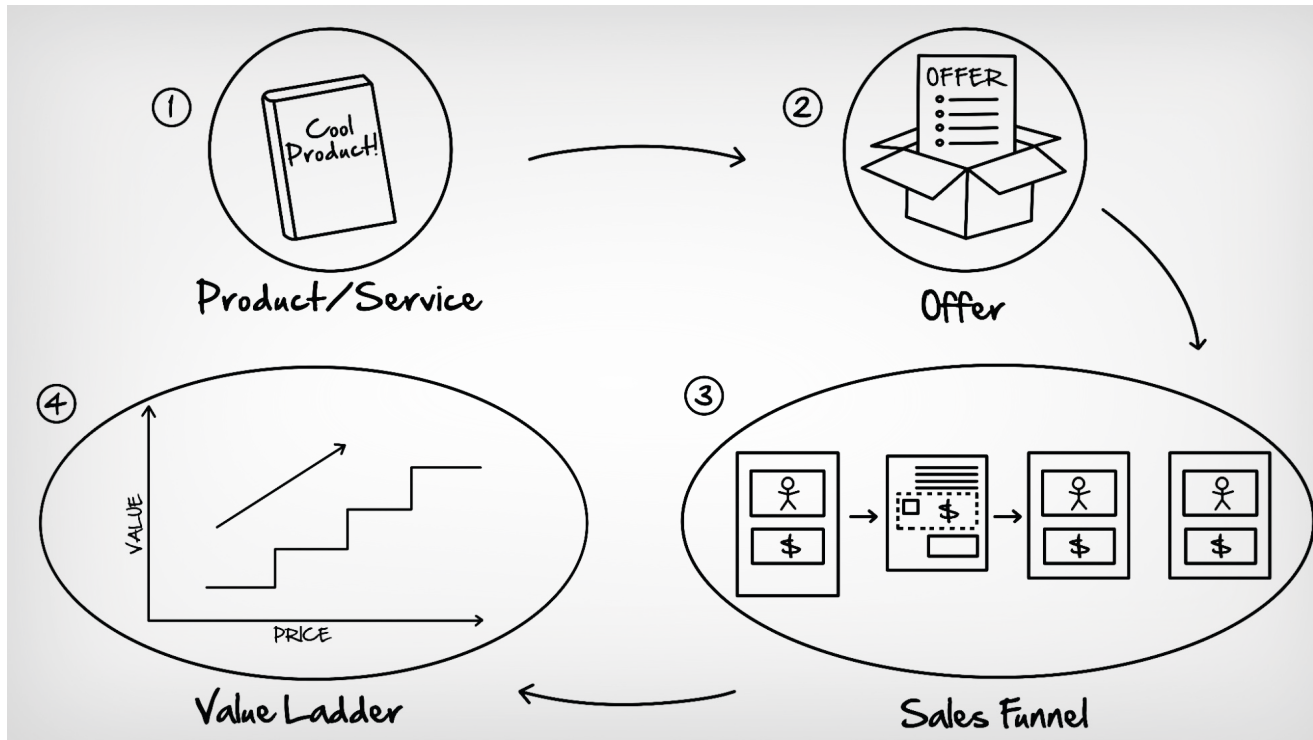 ①
Cool
Product!
Product/Service
②
OFFER
Offer
③
$
$
$
$
Sales Funnel
④
VALUE
PRICE
Value Ladder